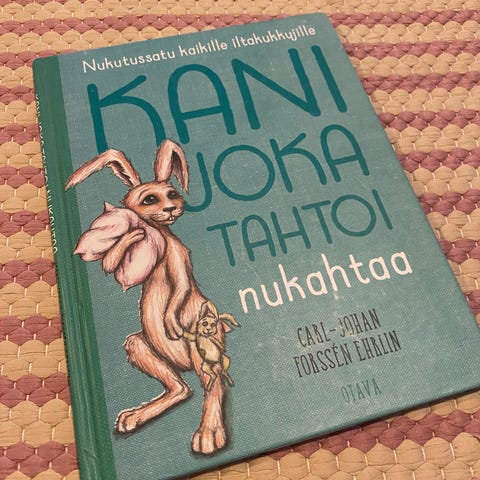 Nukutussatu kaikille iltakukkujille
KANI
JOKA
TAHTOI
nukahtaa
CARL-JOHAN
FORSSÉN EHRLIN
OTAVA